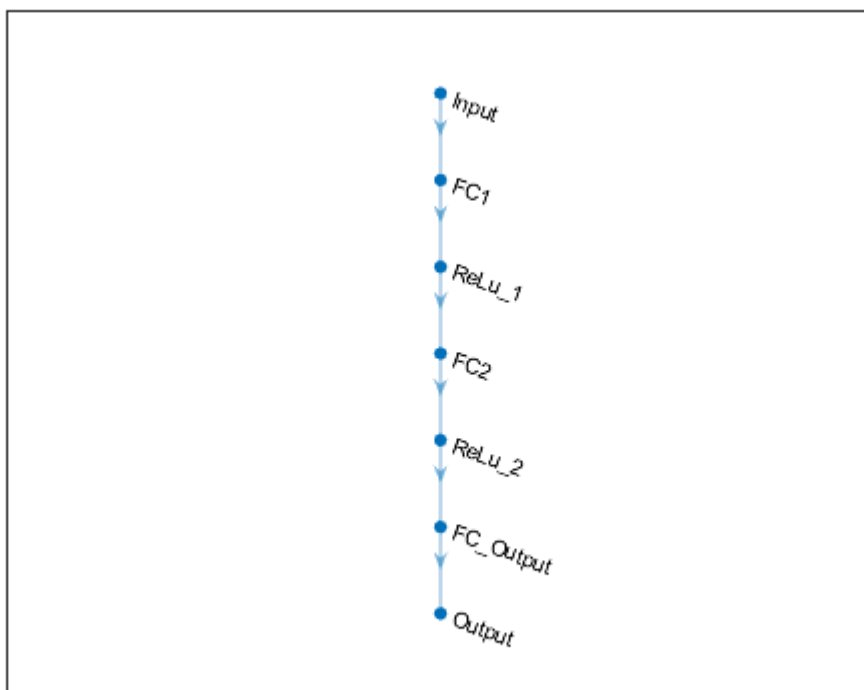 Input
FC1
ReLu_1
FC2
ReLu_2
FC_Output
Output